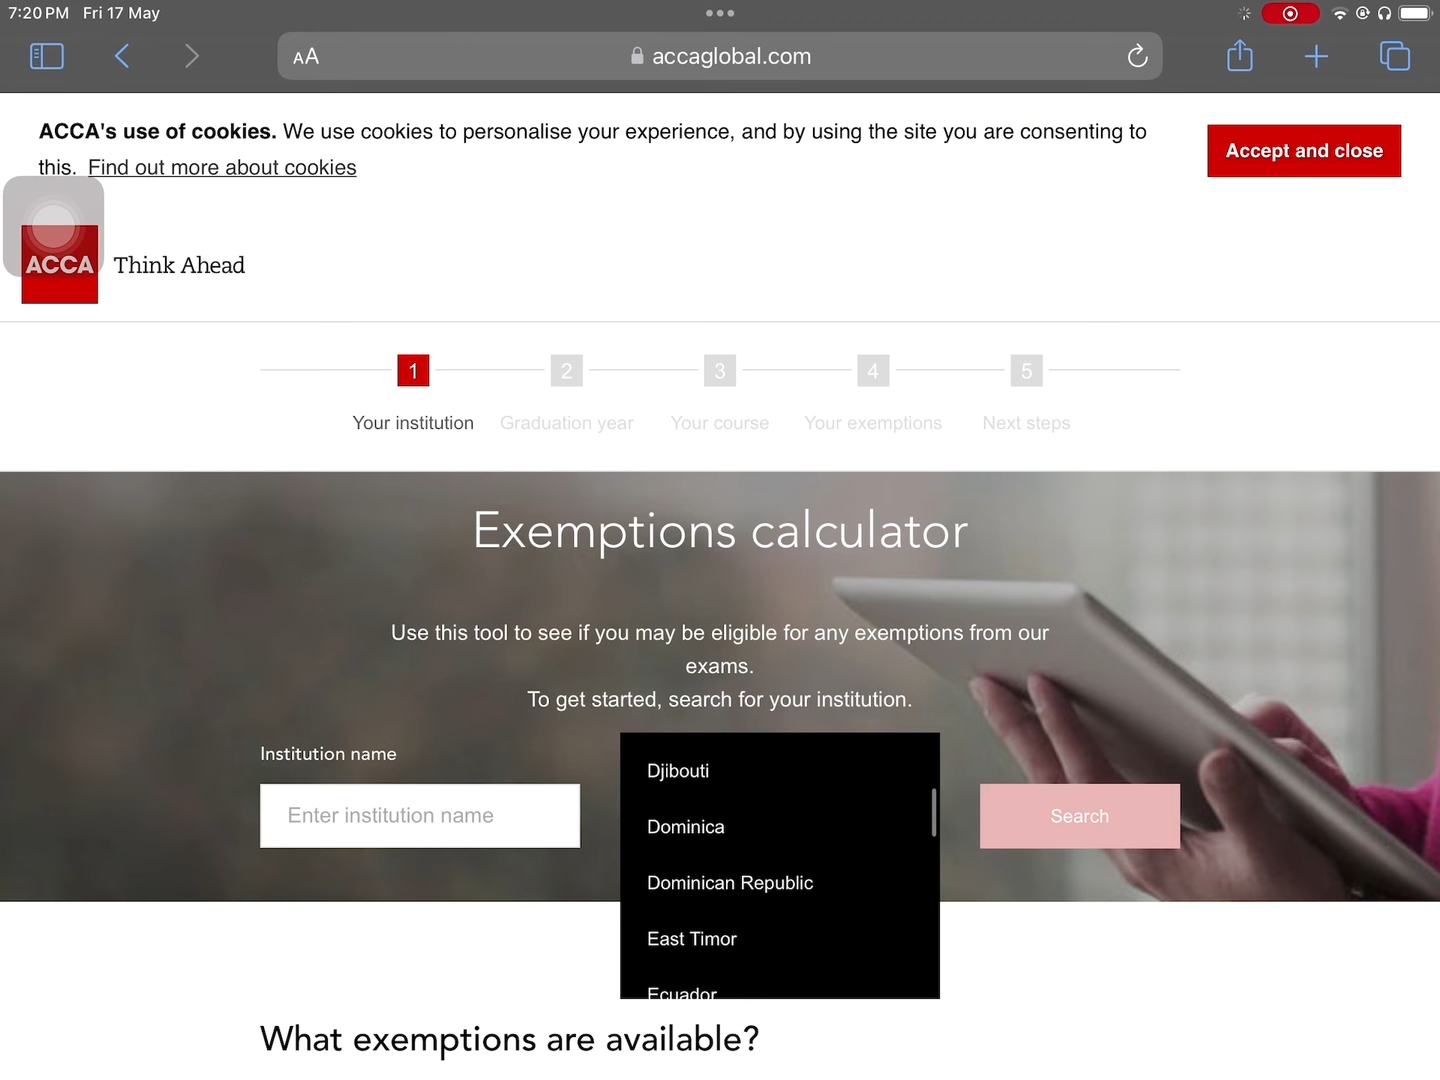 7:20 PM Fri 17 May
AA accaglobal.com
ACCA's use of cookies. We use cookies to personalise your experience, and by using the site you are consenting to
this. Find out more about cookies
Accept and close
ACCA Think Ahead
1 2 3 4 5
Your institution Graduation year Your course Your exemptions Next steps
Exemptions calculator
Use this tool to see if you may be eligible for any exemptions from our
exams.
To get started, search for your institution.
Institution name
Enter institution name
Djibouti
Dominica
Dominican Republic
East Timor
Ecuador
Search
What exemptions are available?